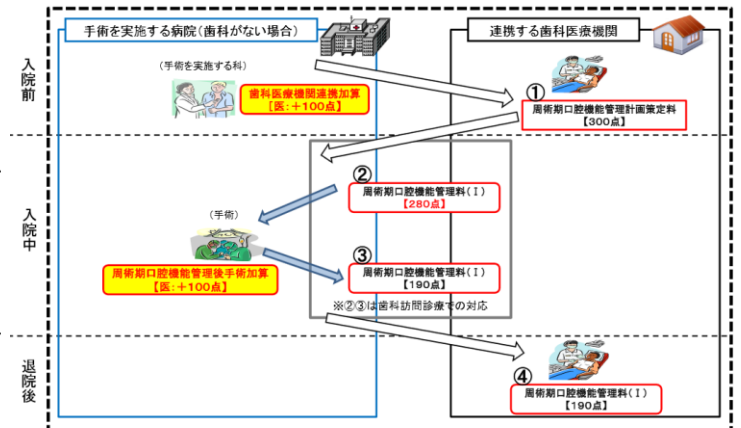 手術を実施する病院(歯科がない場合)
連携する歯科医療機関
入院前
(手術を実施する科)
歯科医療機関連携加算
[医:+100点]
①
周術期口腔機能管理計画策定料
【300点】
入院中
②
周術期口腔機能管理料(Ⅰ)
【280点】
(手術)
周術期口腔機能管理後手術加算
[医:+100点]
③
周術期口腔機能管理料(Ⅰ)
【190点】
※②③は歯科訪問診療での対応
退院後
④
周術期口腔機能管理料(Ⅰ)
【190点】